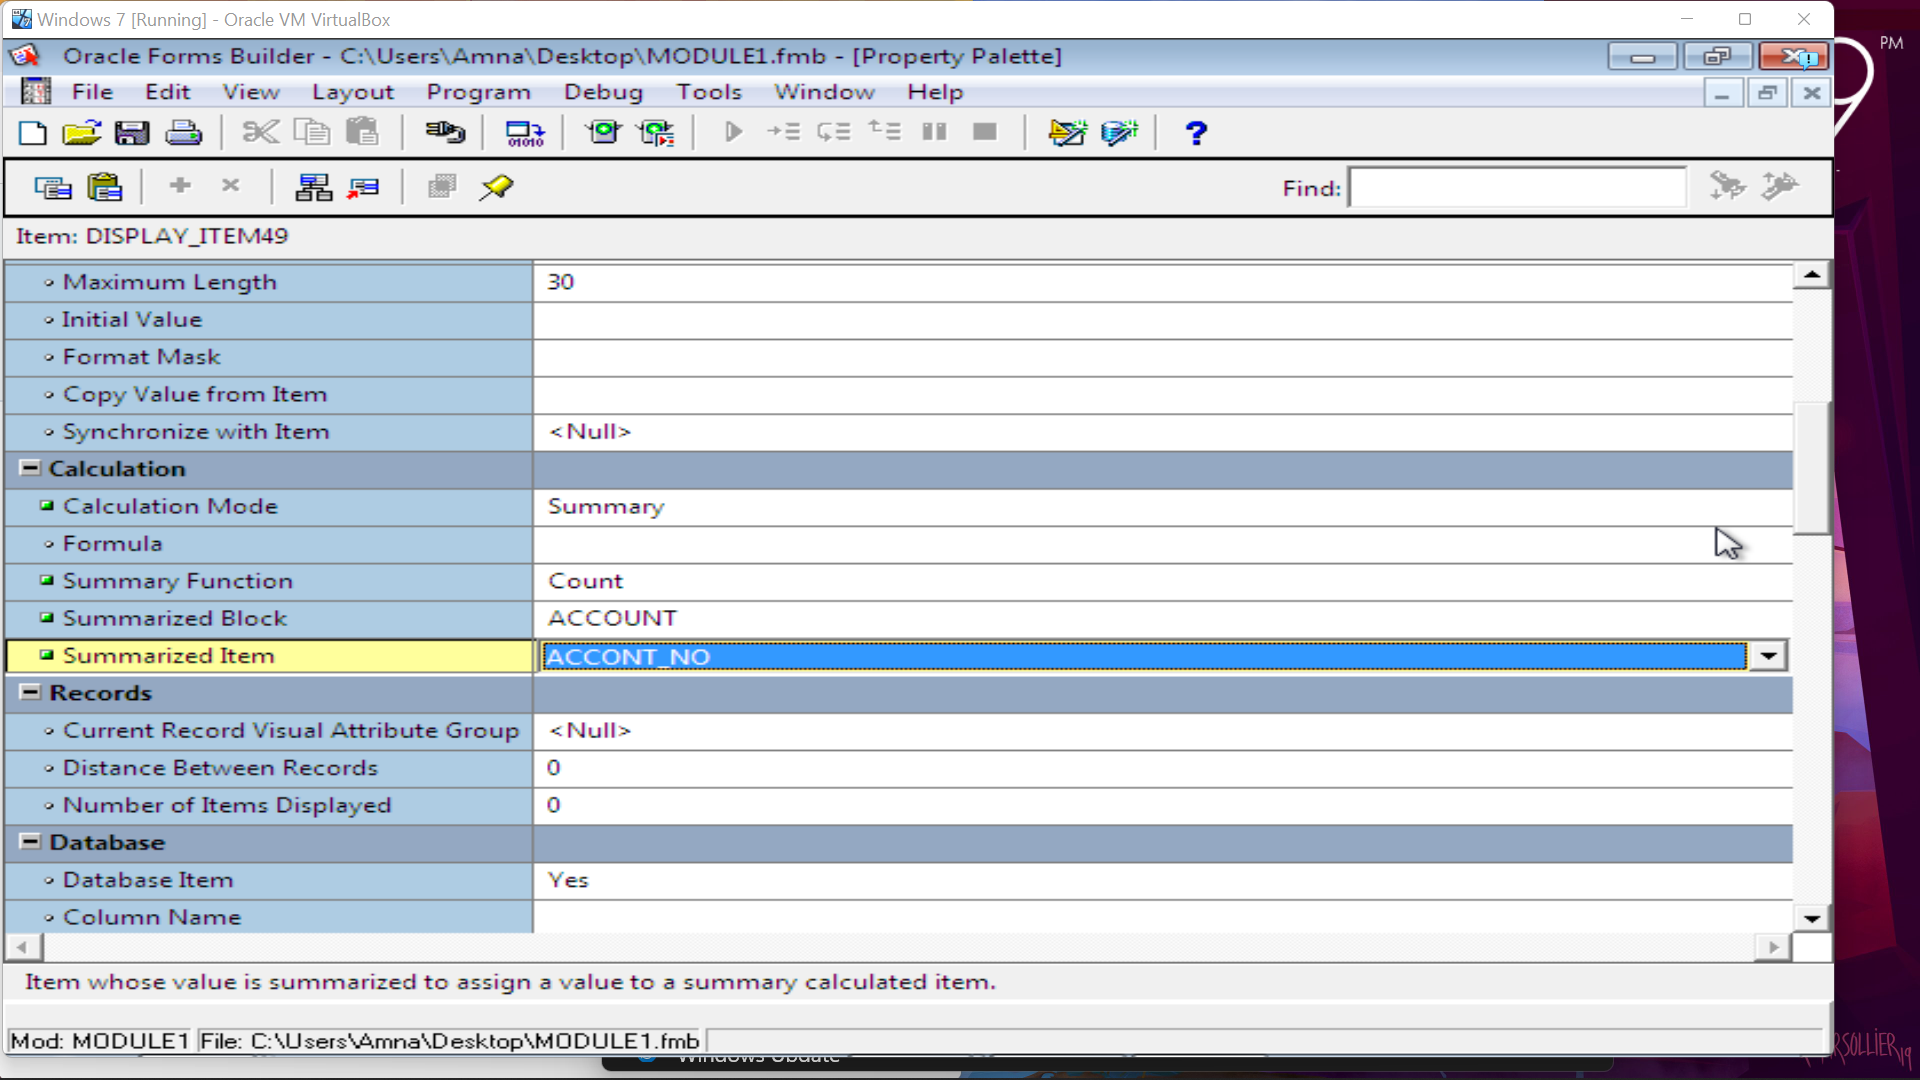 Windows 7 [Running] - Oracle VM VirtualBox
PM
Oracle Forms Builder - C:\Users\Amna\Desktop\MODULE1.fmb - [Property Palette]
File Edit View Layout Program Debug Tools Window Help
01010
Find:
Item: DISPLAY_ITEM49
Maximum Length 30
Initial Value
Format Mask
Copy Value from Item
Synchronize with Item <Null>
Calculation
Calculation Mode Summary
Formula
Summary Function Count
Summarized Block ACCOUNT
Summarized Item ACCONT_NO
Records
Current Record Visual Attribute Group <Null>
Distance Between Records 0
Number of Items Displayed 0
Database
Database Item Yes
Column Name
Item whose value is summarized to assign a value to a summary calculated item.
Mod: MODULE1 File: C:\Users\Amna\Desktop\MODULE1.fmb
Windows Update